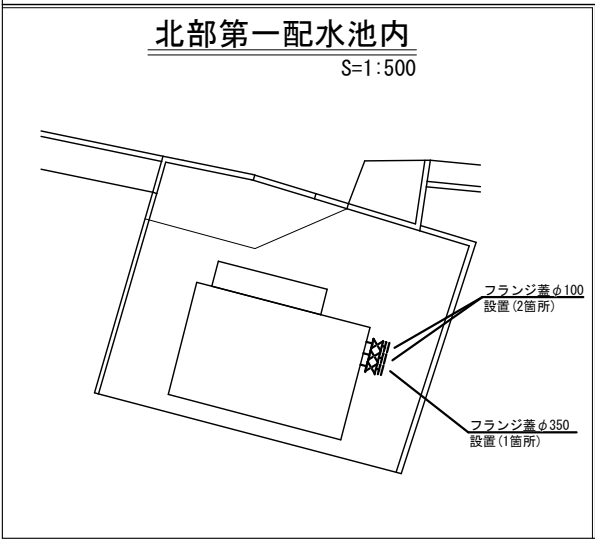 北部第一配水池内
S=1:500
フランジ蓋φ100
設置(2箇所)
フランジ蓋φ350
設置(1箇所)